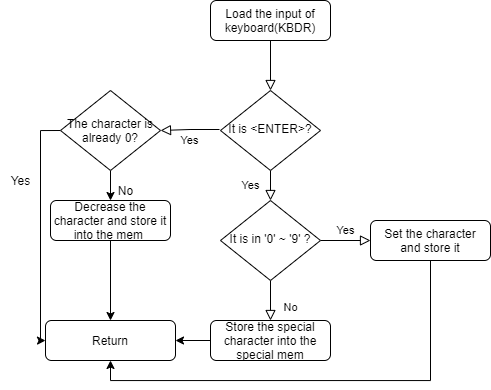 Load the input of
keyboard(KBDR)
The character is
already 0?
It is <ENTER>?
Yes
Yes
No
Yes
Decrease the
character and store it
into the mem
It is in '0' ~ '9' ?
Yes
Set the character
and store it
No
Return
Store the special
character into the
special mem